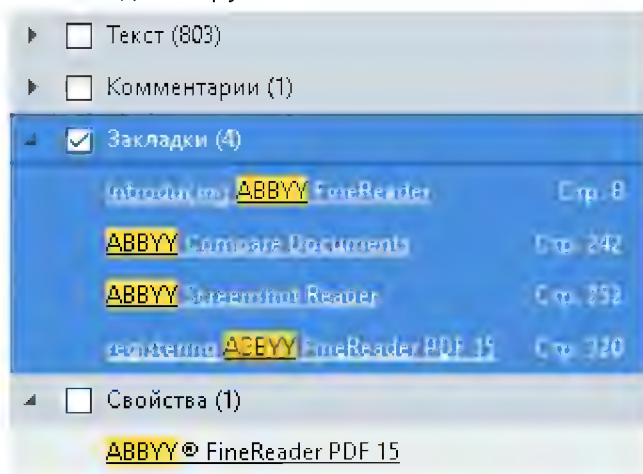 Текст (803)
Комментарии (1)
Закладки (4)
Introducing ABBYY FineReader Стр. 8
ABBYY Compare Documents Стр. 242
ABBYY Screenshot Reader Стр. 252
ABBYY FineReader PDF 15 Стр. 320
Свойства (1)
ABBYY® FineReader PDF 15